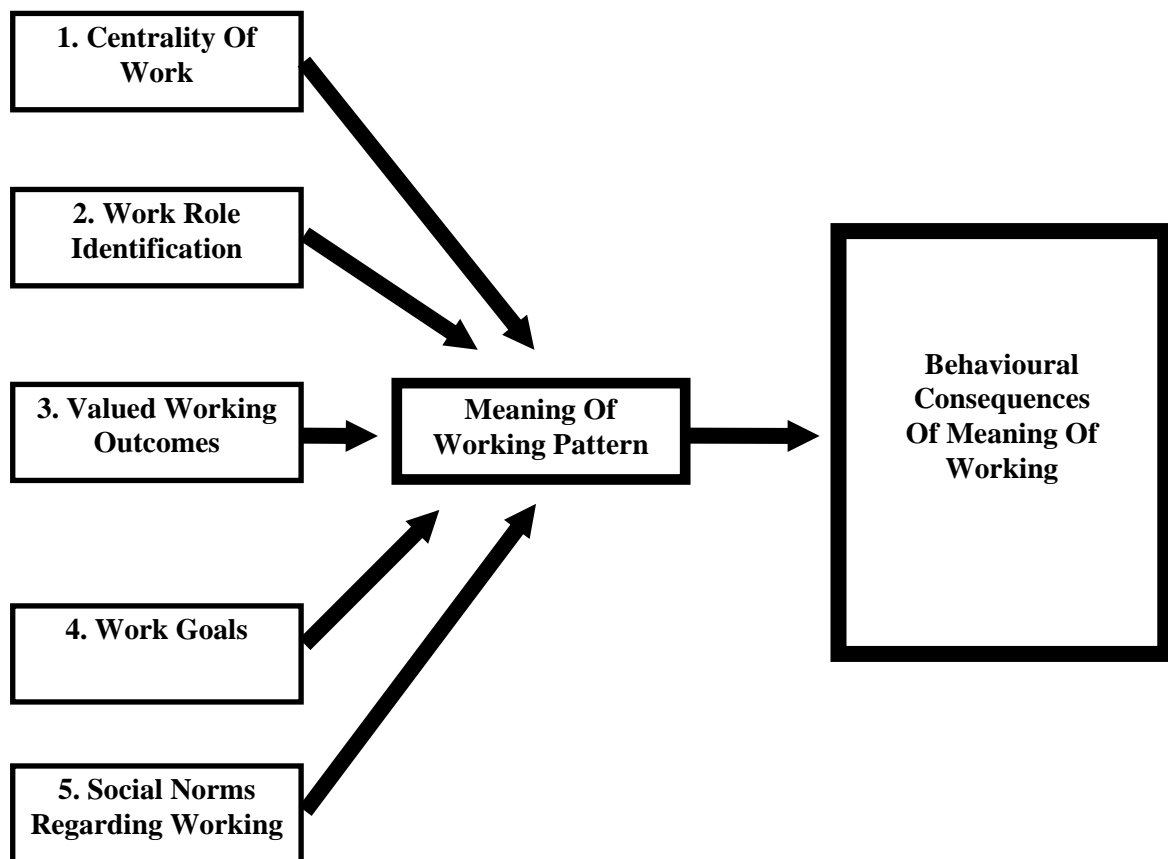 1. Centrality Of
Work
2. Work Role
Identification
3. Valued Working
Outcomes
4. Work Goals
5. Social Norms
Regarding Working
Meaning Of
Working Pattern
Behavioural
Consequences
Of Meaning Of
Working